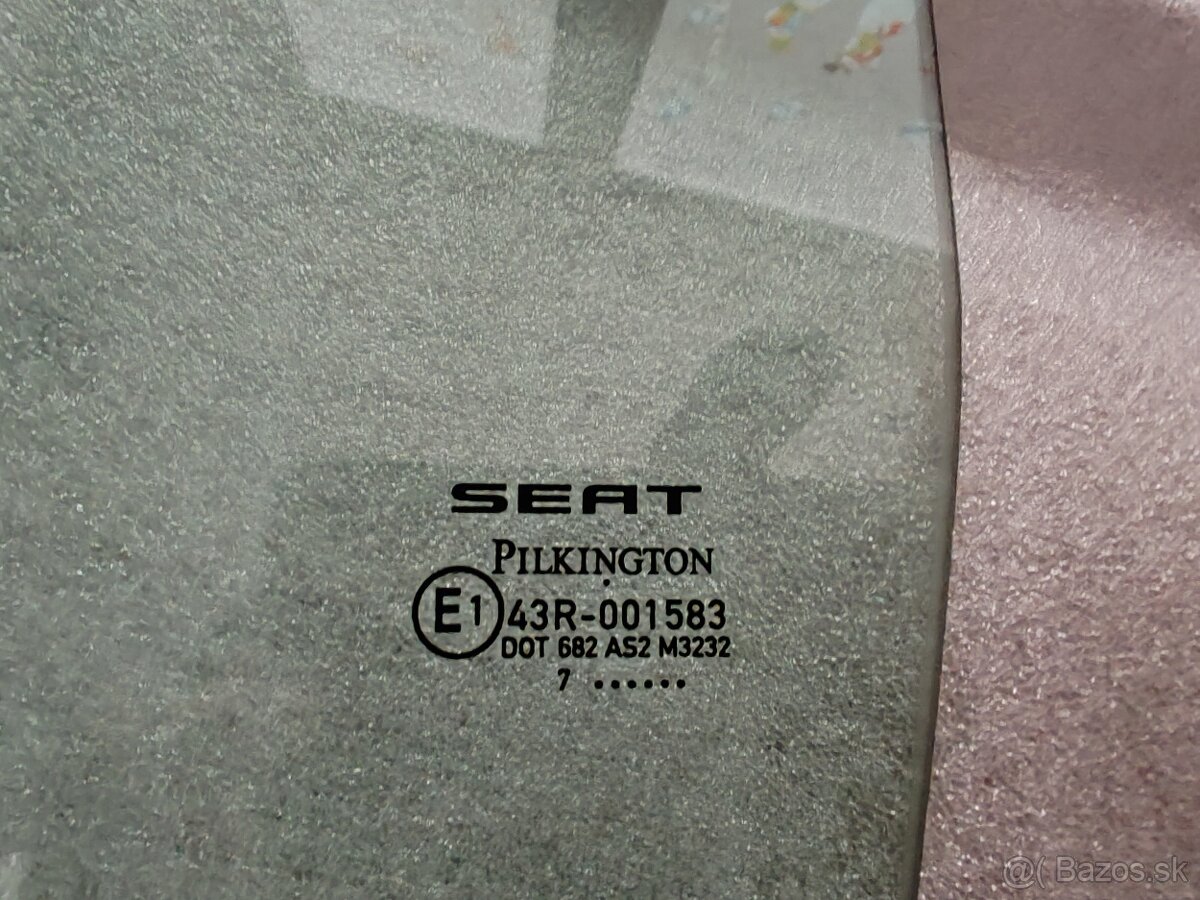 SEAT
PILKINGTON
E1 43R-001583
DOT 682 AS2 M3232
7 ......
@( Bazos.sk